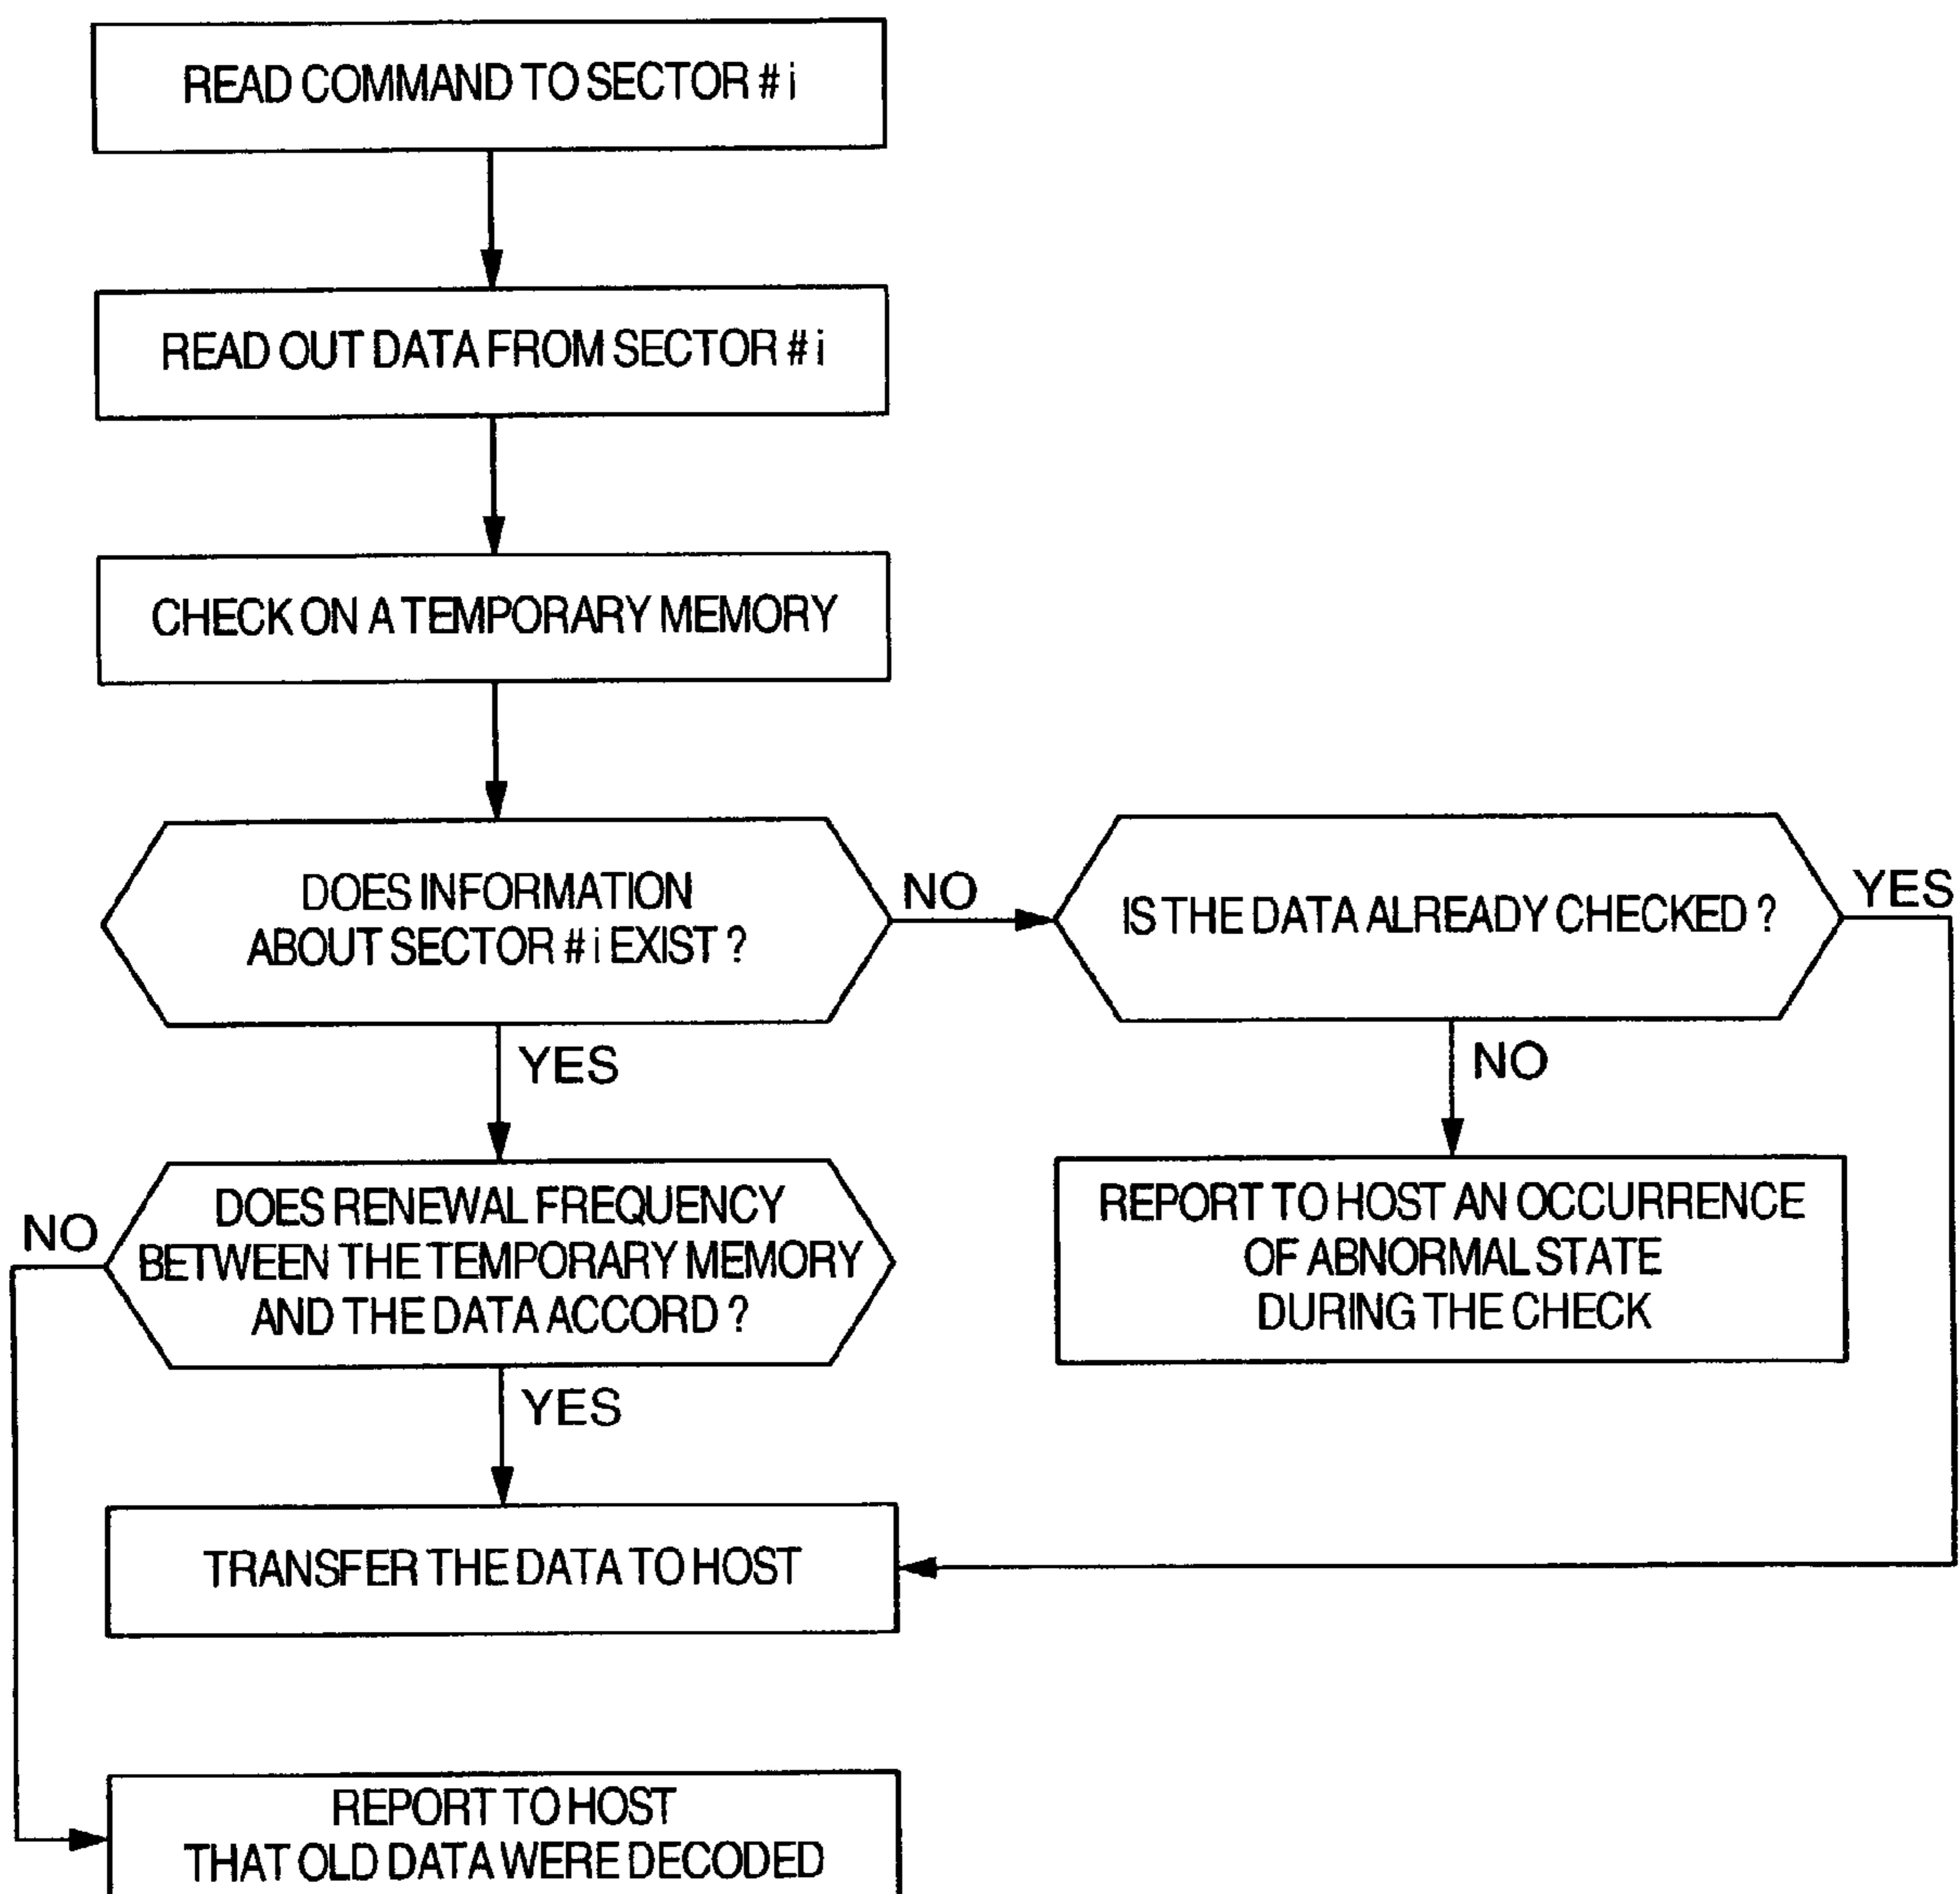 READ COMMAND TO SECTOR # i
READ OUT DATA FROM SECTOR # i
CHECK ON A TEMPORARY MEMORY
DOES INFORMATION
ABOUT SECTOR # i EXIST ?
NO
IS THE DATA ALREADY CHECKED ?
YES
YES
NO
DOES RENEWAL FREQUENCY
BETWEEN THE TEMPORARY MEMORY
AND THE DATA ACCORD ?
NO
REPORT TO HOST AN OCCURRENCE
OF ABNORMAL STATE
DURING THE CHECK
YES
TRANSFER THE DATA TO HOST
REPORT TO HOST
THAT OLD DATA WERE DECODED